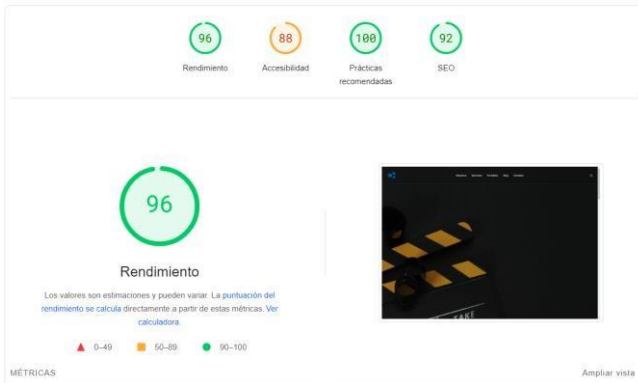 96
88
100
92
Rendimiento
Accesibilidad
Prácticas
recomendadas
SEO
96
Rendimiento
Los valores son estimaciones y pueden variar. La puntuación del
rendimiento se calcula directamente a partir de estas métricas. Ver
calculadora.
0–49
50–89
90–100
TAKE
MÉTRICAS
Ampliar vista